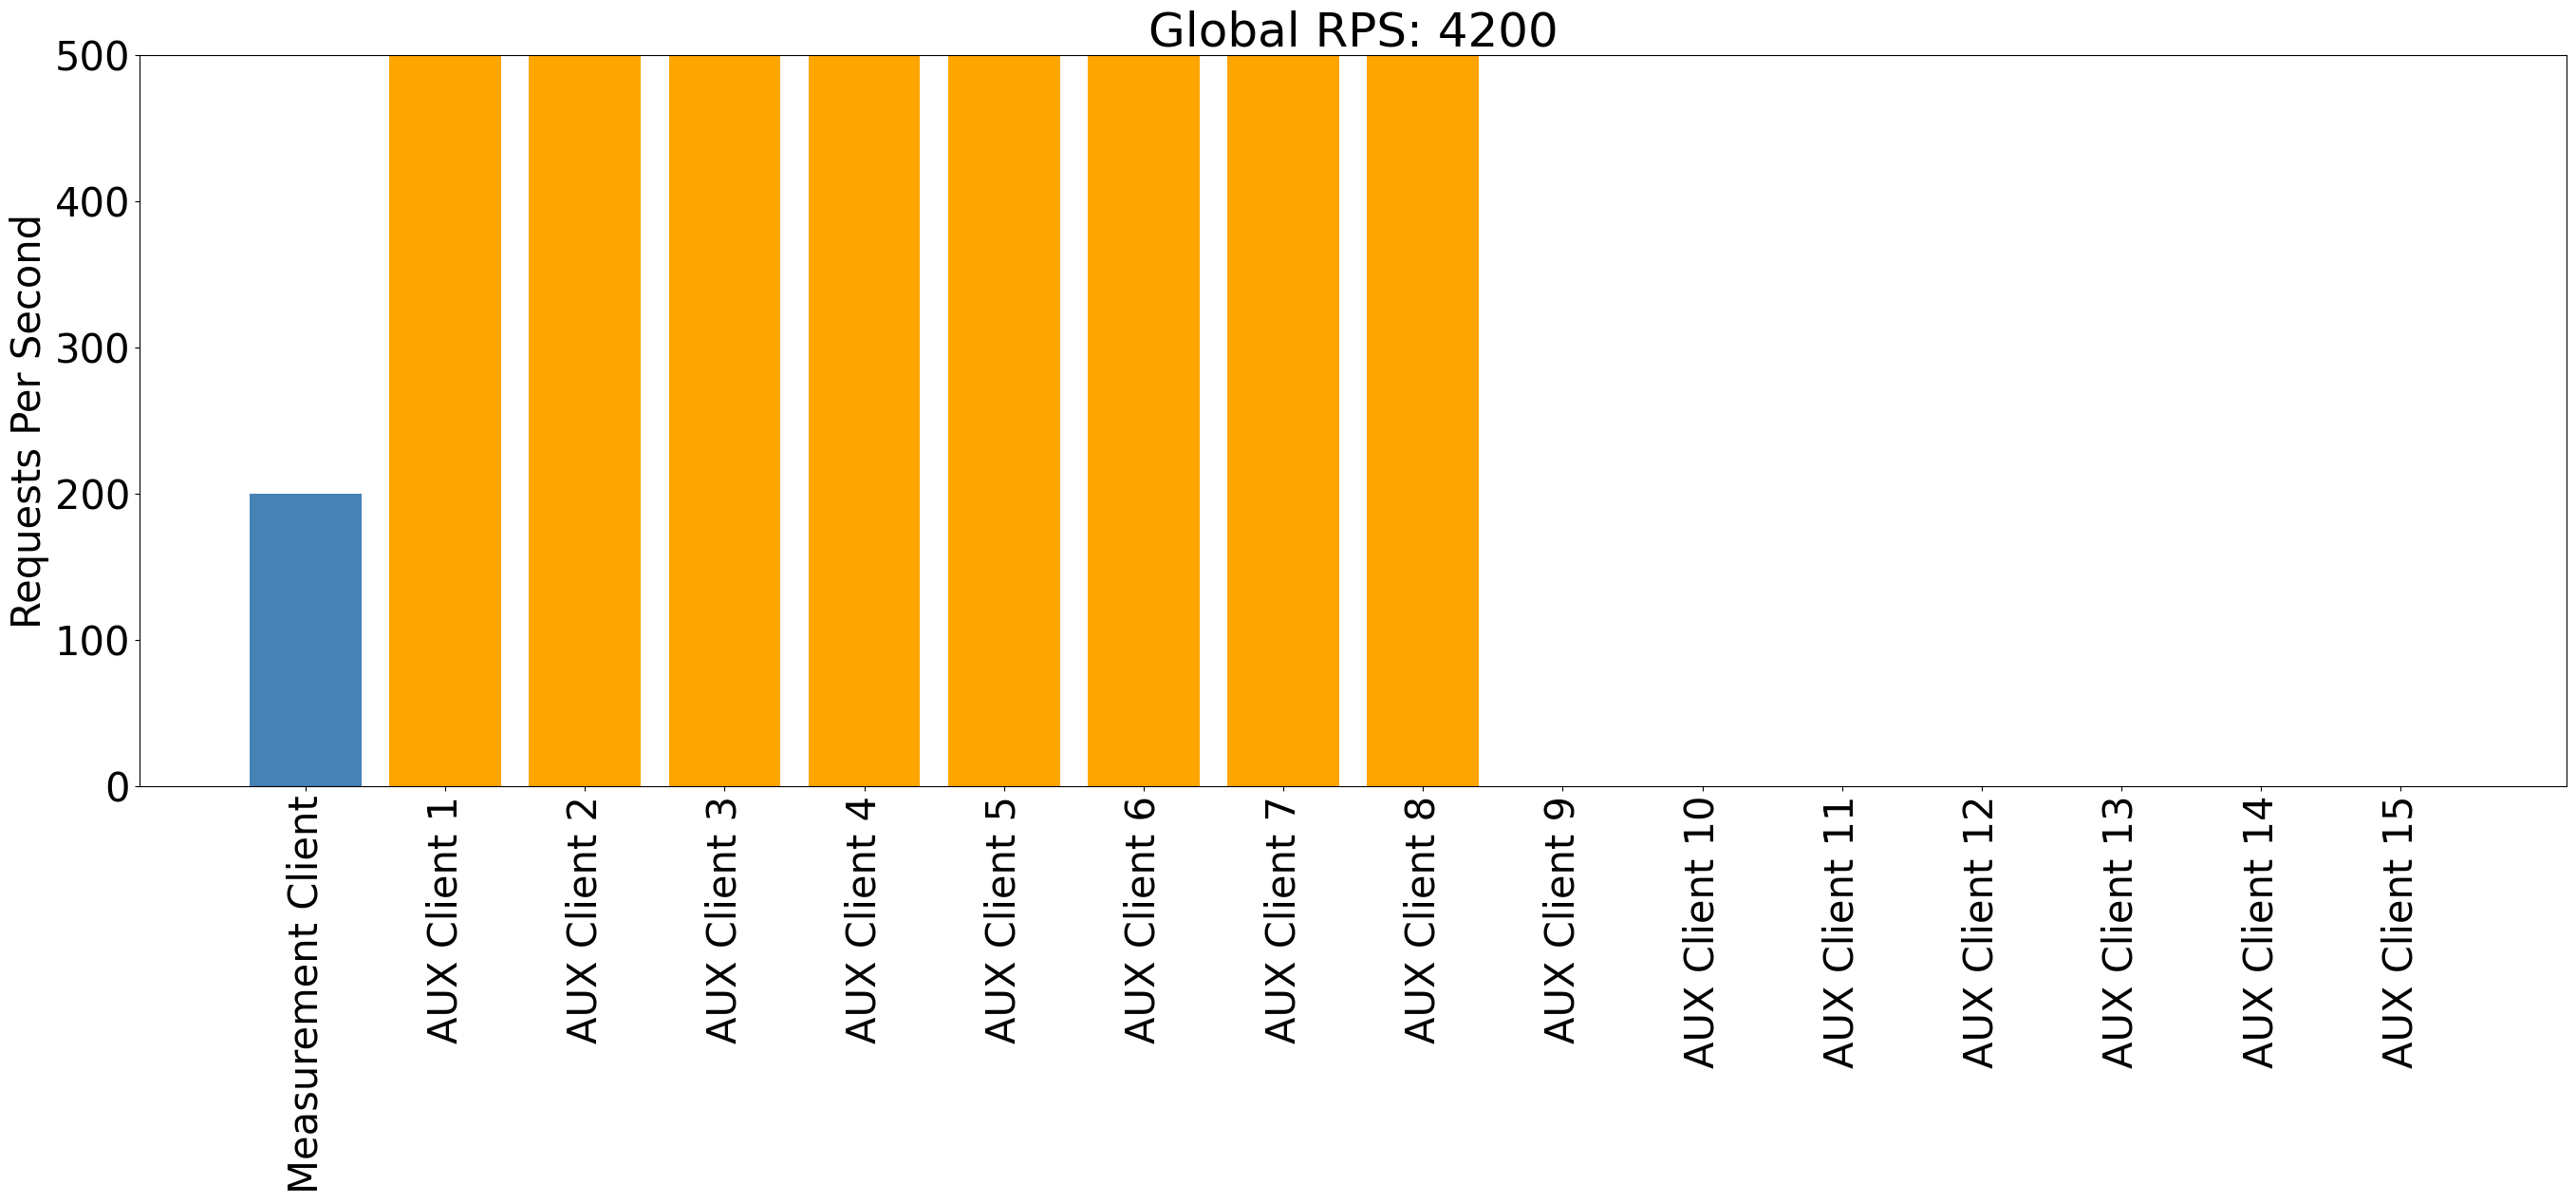 Global RPS: 4200
Requests Per Second
500
400
300
200
100
0
Measurement Client
AUX Client 1
AUX Client 2
AUX Client 3
AUX Client 4
AUX Client 5
AUX Client 6
AUX Client 7
AUX Client 8
AUX Client 9
AUX Client 10
AUX Client 11
AUX Client 12
AUX Client 13
AUX Client 14
AUX Client 15